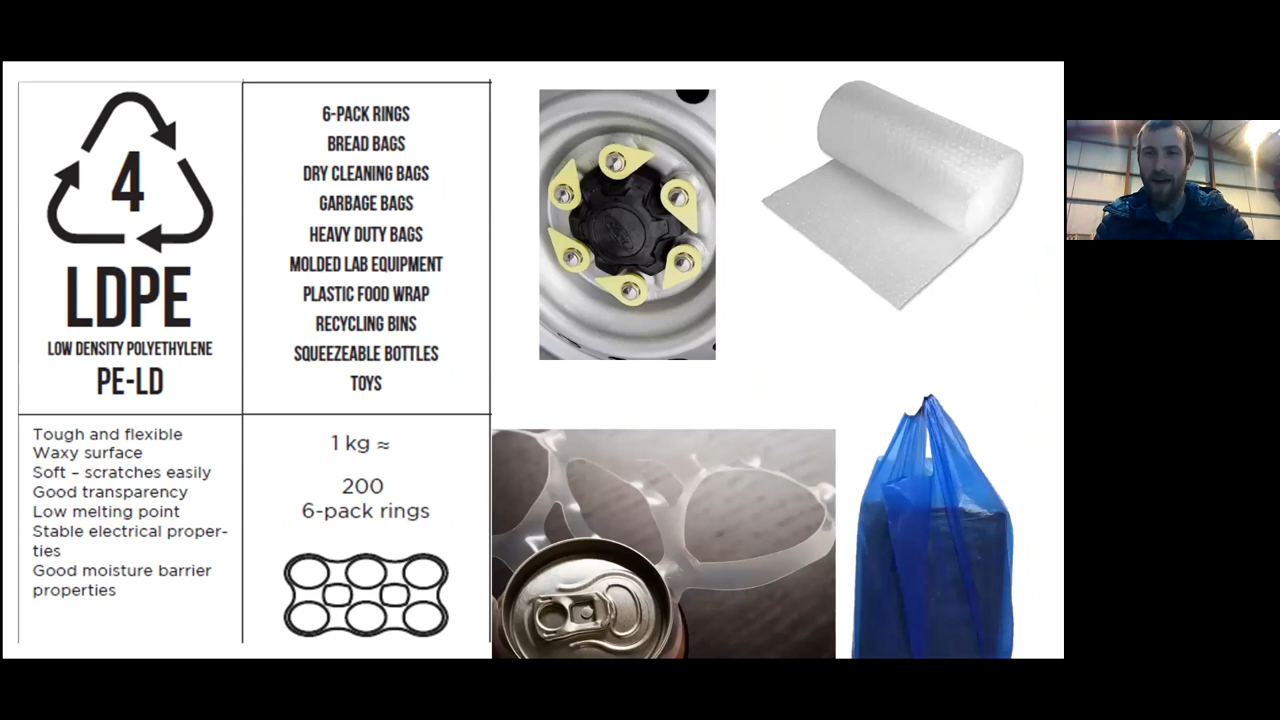 4
LDPE
LOW DENSITY POLYETHYLENE
PE-LD
6-PACK RINGS
BREAD BAGS
DRY CLEANING BAGS
GARBAGE BAGS
HEAVY DUTY BAGS
MOLDED LAB EQUIPMENT
PLASTIC FOOD WRAP
RECYCLING BINS
SQUEEZEABLE BOTTLES
TOYS
Tough and flexible
Waxy surface
Soft – scratches easily
Good transparency
Low melting point
Stable electrical proper-
ties
Good moisture barrier
properties
1 kg ≈
200
6-pack rings